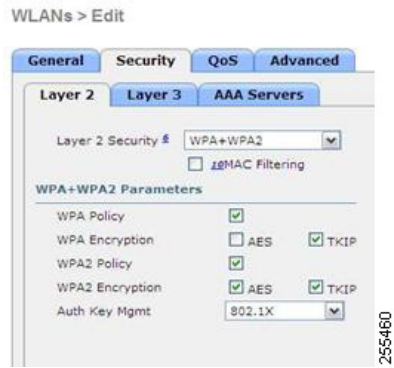 WLANs > Edit
General Security QoS Advanced
Layer 2 Layer 3 AAA Servers
Layer 2 Security 6 WPA+WPA2
10MAC Filtering
WPA+WPA2 Parameters
WPA Policy
WPA Encryption AES TKIP
WPA2 Policy
WPA2 Encryption AES TKIP
Auth Key Mgmt 802.1X
255460